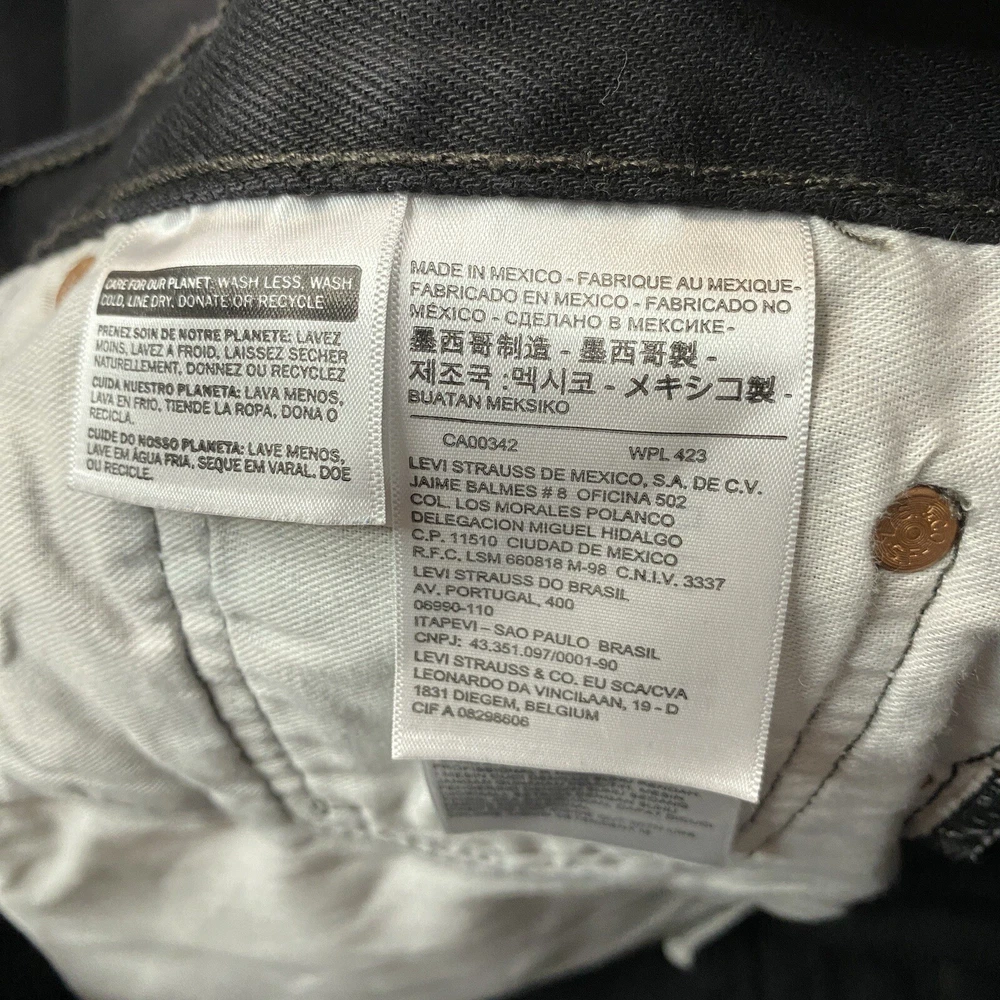 CARE FOR OUR PLANET: WASH LESS, WASH
COLD, LINE DRY, DONATE OR RECYCLE.
PRENEZ SOIN DE NOTRE PLANETE: LAVEZ
MOINS, LAVEZ A FROID, LAISSEZ SECHER
NATURELLEMENT, DONNEZ OU RECYCLEZ
CUIDA NUESTRO PLANETA: LAVA MENOS,
LAVA EN FRIO, TIENDE LA ROPA, DONA O
RECICLA.
CUIDE DO NOSSO PLANETA: LAVE MENOS,
LAVE EM ÁGUA FRIA, SEQUE EM VARAL. DOE
OU RECICLE.
MADE IN MEXICO - FABRIQUE AU MEXIQUE-
FABRICADO EN MEXICO - FABRICADO NO
MÉXICO - СДЕЛАНО В МЕКСИКЕ-
墨西哥制造 - 墨西哥製 -
제조국 :멕시코 - メキシコ製 -
BUATAN MEKSIKO
CA00342 WPL 423
LEVI STRAUSS DE MEXICO, S.A. DE C.V.
JAIME BALMES # 8 OFICINA 502
COL. LOS MORALES POLANCO
DELEGACION MIGUEL HIDALGO
C.P. 11510 CIUDAD DE MEXICO
R.F.C. LSM 660818 M-98 C.N.I.V. 3337
LEVI STRAUSS DO BRASIL
AV. PORTUGAL, 400
06990-110
ITAPEVI – SAO PAULO BRASIL
CNPJ: 43.351.097/0001-90
LEVI STRAUSS & CO. EU SCA/CVA
LEONARDO DA VINCILAAN, 19 - D
1831 DIEGEM, BELGIUM
CIF A 08298606